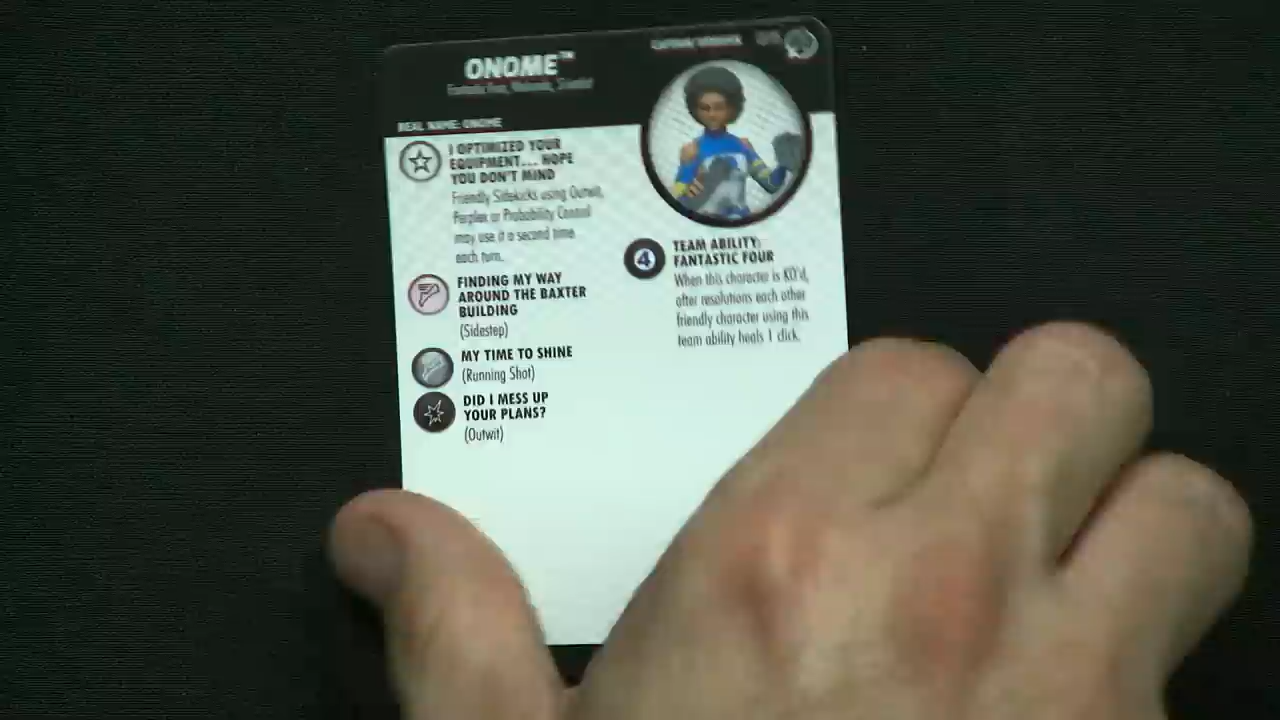 ONOME™
REAL NAME: ONOME
I OPTIMIZED YOUR
EQUIPMENT... HOPE
YOU DON'T MIND
Friendly Sidekicks using Outwit,
Perplex or Probability Control
may use it a second time
each turn.
FINDING MY WAY
AROUND THE BAXTER
BUILDING
(Sidestep)
MY TIME TO SHINE
(Running Shot)
DID I MESS UP
YOUR PLANS?
(Outwit)
4
TEAM ABILITY:
FANTASTIC FOUR
When this character is KO'd,
after resolutions each other
friendly character using this
team ability heals 1 click.